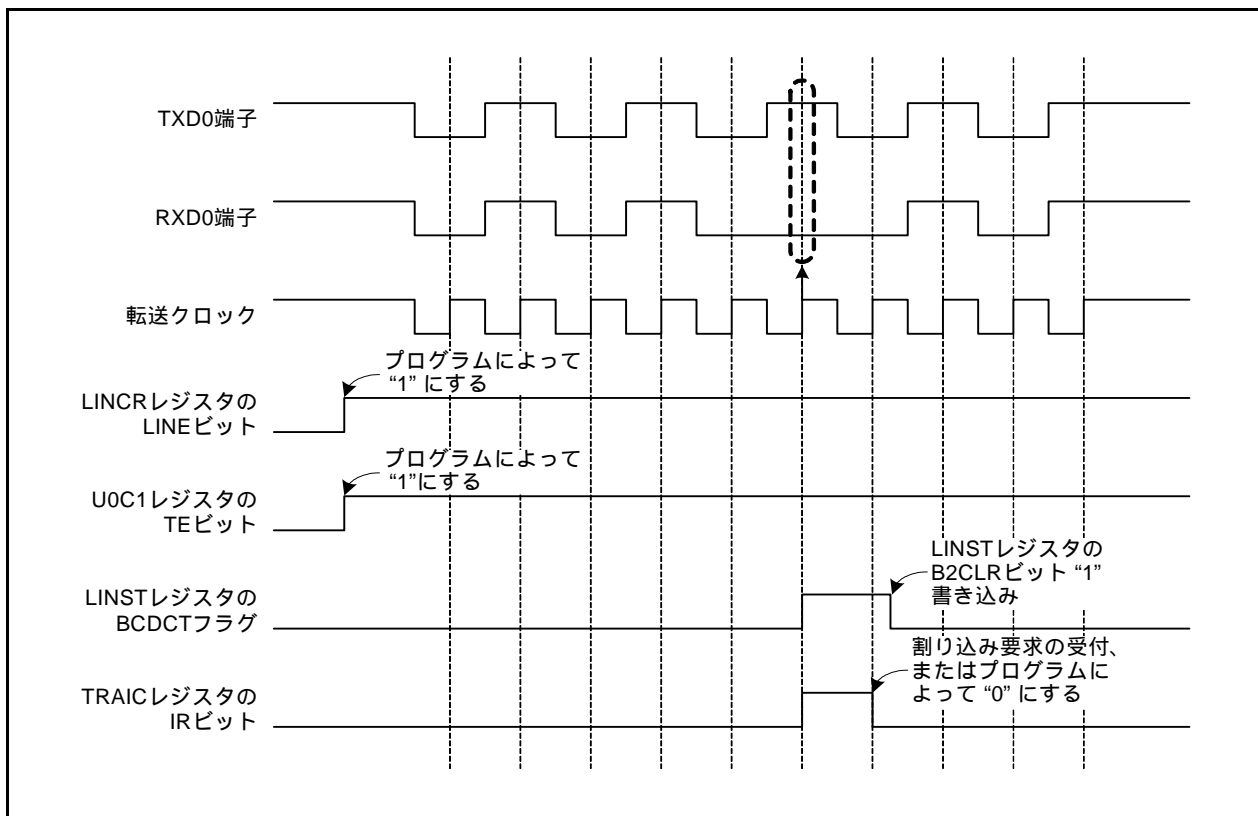 TXD0端子
RXD0端子
転送クロック
プログラムによって
“1” にする
LINCRレジスタの
LINEビット
プログラムによって
“1”にする
U0C1レジスタの
TEビット
LINSTレジスタの
B2CLRビット “1”
書き込み
LINSTレジスタの
BCDCTフラグ
割り込み要求の受付、
またはプログラムに
よって “0” にする
TRAICレジスタの
IRビット